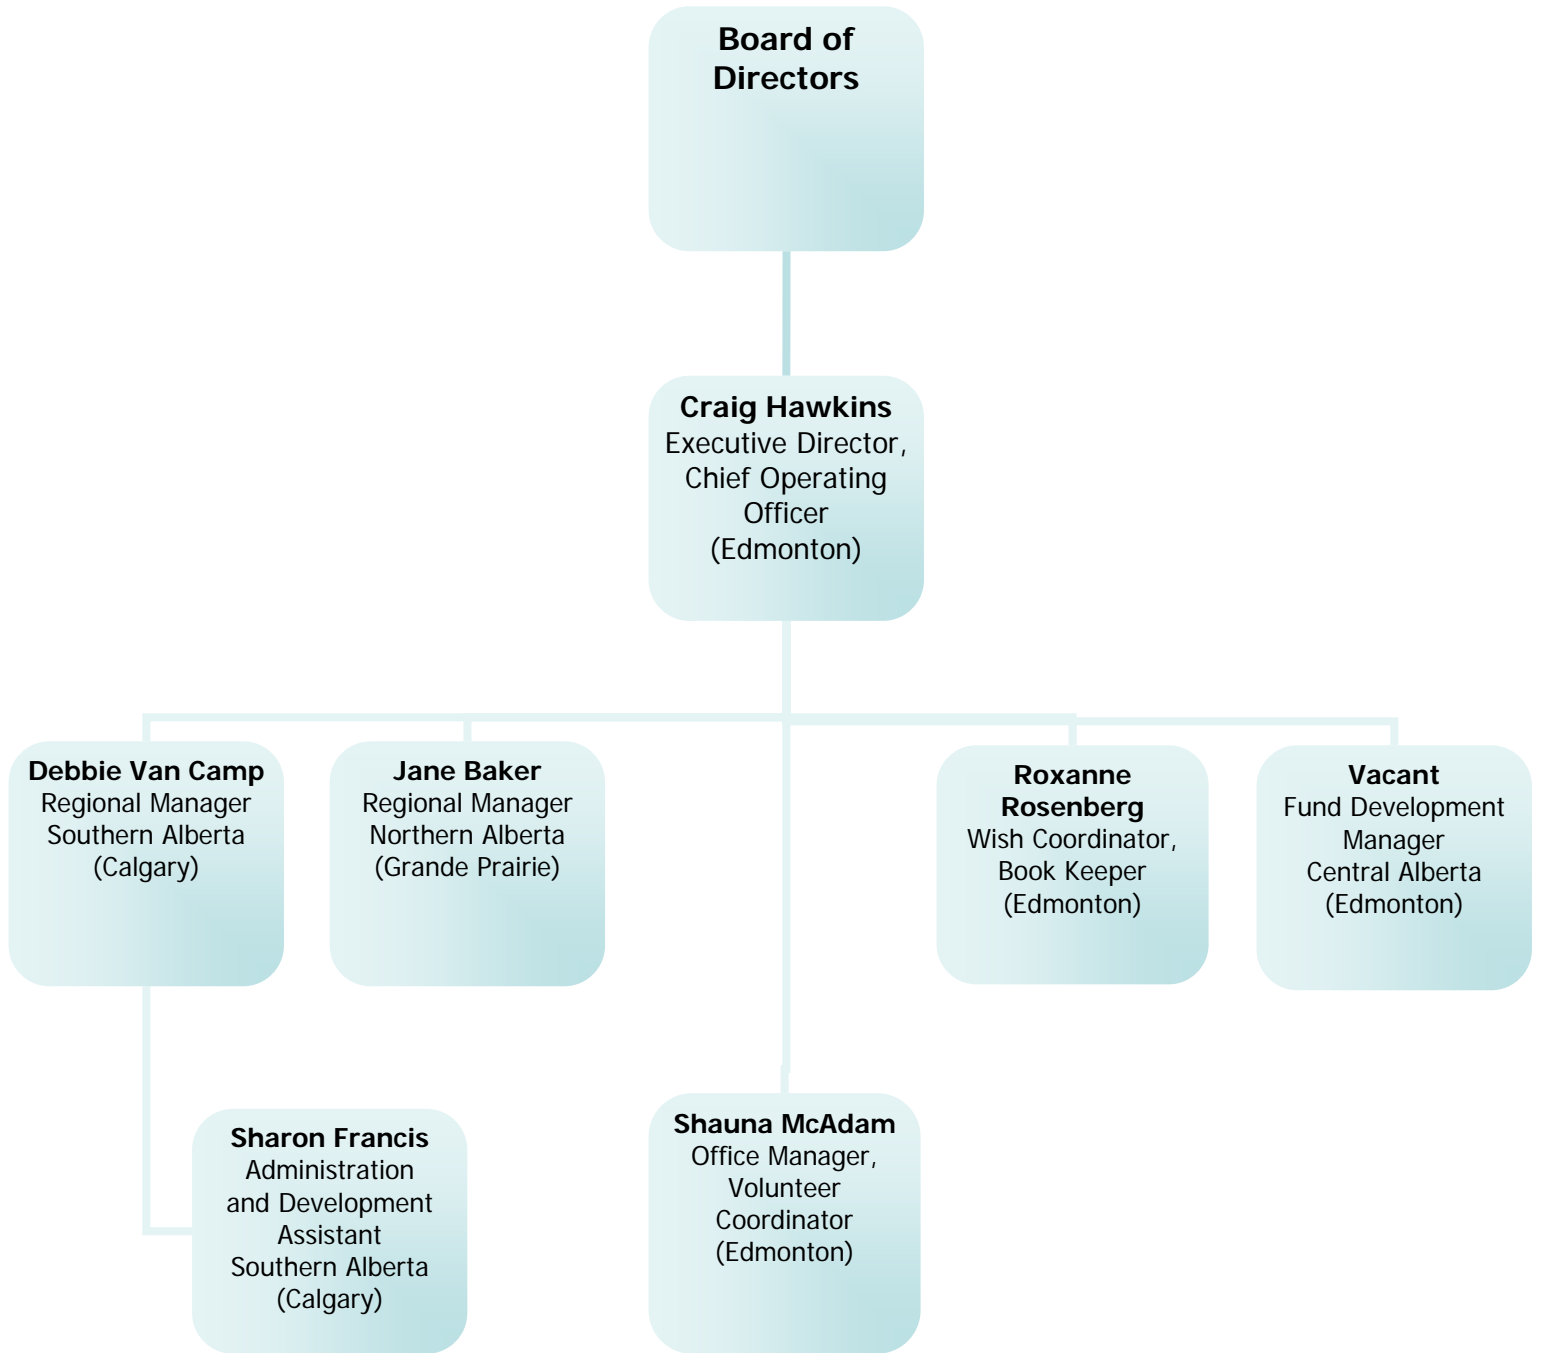 Board of
Directors
Craig Hawkins
Executive Director,
Chief Operating
Officer
(Edmonton)
Debbie Van Camp
Regional Manager
Southern Alberta
(Calgary)
Jane Baker
Regional Manager
Northern Alberta
(Grande Prairie)
Roxanne
Rosenberg
Wish Coordinator,
Book Keeper
(Edmonton)
Vacant
Fund Development
Manager
Central Alberta
(Edmonton)
Sharon Francis
Administration
and Development
Assistant
Southern Alberta
(Calgary)
Shauna McAdam
Office Manager,
Volunteer
Coordinator
(Edmonton)